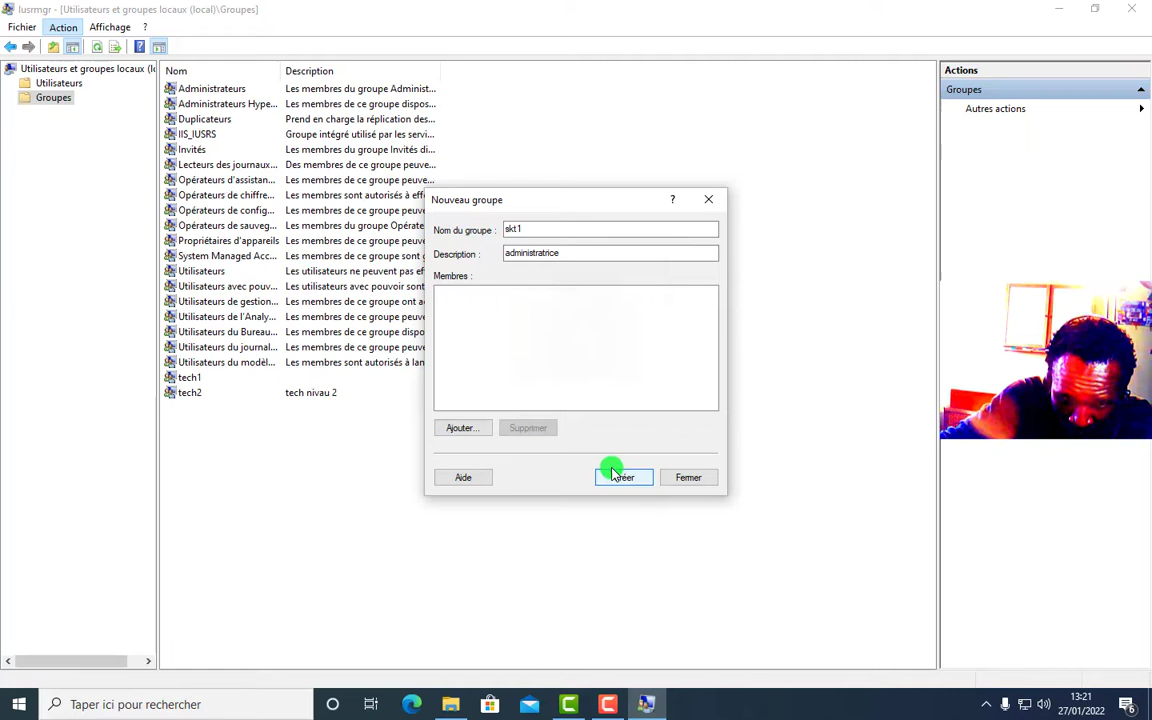 lusrmgr - [Utilisateurs et groupes locaux (local)\Groupes]
Fichier Action Affichage ?
Utilisateurs et groupes locaux (lo
Utilisateurs
Groupes
Nom Description
Administrateurs Les membres du groupe Administ...
Administrateurs Hype... Les membres de ce groupe dispos...
Duplicateurs Prend en charge la réplication des...
IIS_IUSRS Groupe intégré utilisé par les servi...
Invités Les membres du groupe Invités di...
Lecteurs des journaux... Des membres de ce groupe peuve...
Opérateurs d'assistan... Les membres de ce groupe peuve...
Opérateurs de chiffre... Les membres sont autorisés à eff
Opérateurs de config... Les membres de ce groupe peuve
Opérateurs de sauveg... Les membres du groupe Opérate
Propriétaires d'appareils Les membres de ce groupe peuve
System Managed Acc... Les membres de ce groupe sont g
Utilisateurs Les utilisateurs ne peuvent pas ef
Utilisateurs avec pouv... Les utilisateurs avec pouvoir sont
Utilisateurs de gestion... Les membres de ce groupe ont a
Utilisateurs de l'Analy... Les membres de ce groupe peuve
Utilisateurs du Bureau... Les membres de ce groupe dispo
Utilisateurs du journal... Les membres de ce groupe peuve
Utilisateurs du modèl... Les membres sont autorisés à lan
tech1
tech2 tech nivau 2
Nouveau groupe ?
Nom du groupe : skt1
Description : administratrice
Membres :
Ajouter... Supprimer
Aide Créer Fermer
Actions
Groupes
Autres actions
Taper ici pour rechercher
13:21
27/01/2022
6